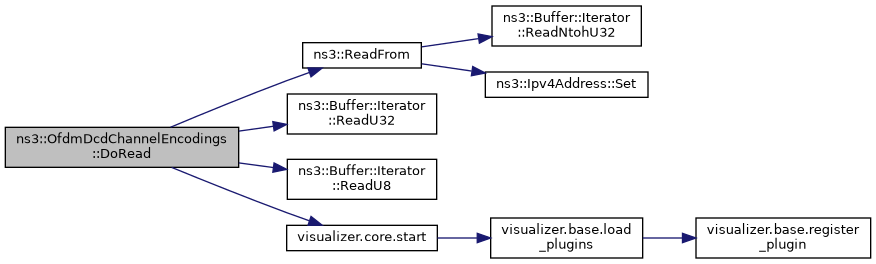 ns3::OfdmDcdChannelEncodings
::DoRead
ns3::ReadFrom
ns3::Buffer::Iterator
::ReadNtohU32
ns3::Ipv4Address::Set
ns3::Buffer::Iterator
::ReadU32
ns3::Buffer::Iterator
::ReadU8
visualizer.core.start
visualizer.base.load
_plugins
visualizer.base.register
_plugin